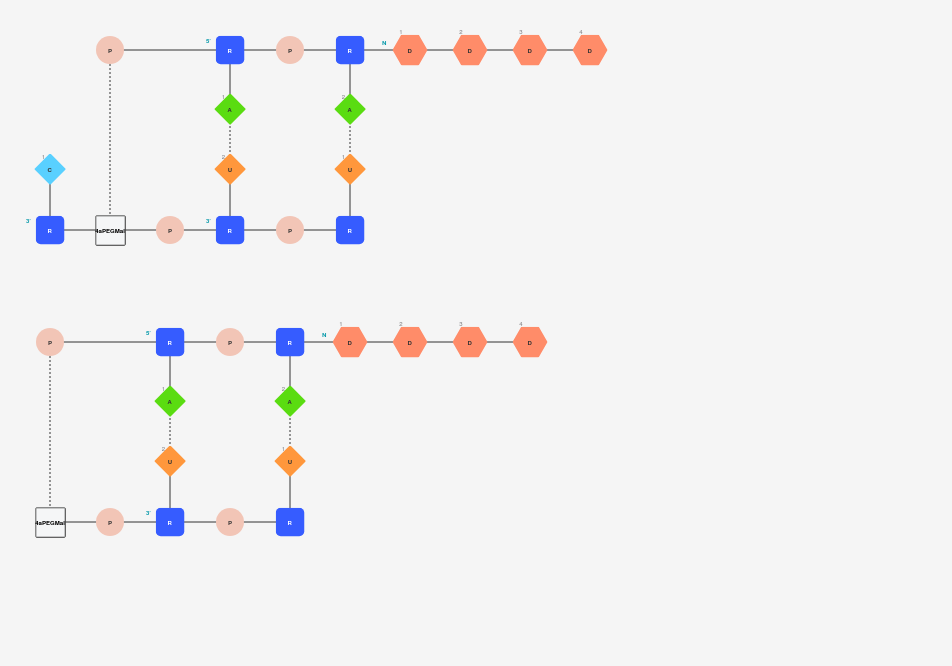 1 2 3 4
P 5' R P R N D D D D
1 A 2 A
1 C 2 U 1 U
3' R 4aPEGMal P 3' R P R
1 2 3 4
P 5' R P R N D D D D
1 A 2 A
2 U 1 U
4aPEGMal P 3' R P R